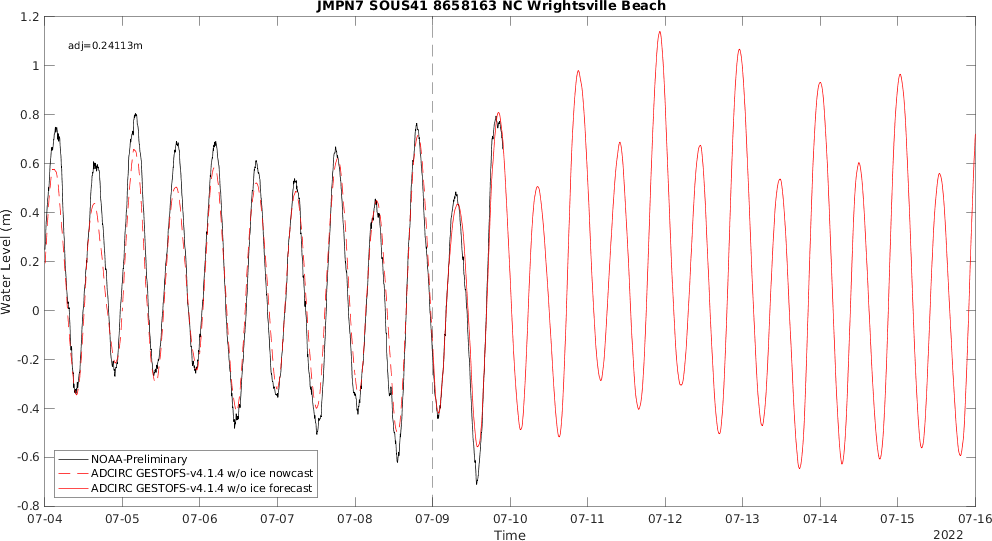 JMPN7 SOUS41 8658163 NC Wrightsville Beach
adj=0.24113m
1.2
1
0.8
0.6
0.4
0.2
0
-0.2
-0.4
-0.6
-0.8
Water Level (m)
NOAA-Preliminary
ADCIRC GESTOFS-v4.1.4 w/o ice nowcast
ADCIRC GESTOFS-v4.1.4 w/o ice forecast
07-04 07-05 07-06 07-07 07-08 07-09 07-10 07-11 07-12 07-13 07-14 07-15 07-16
Time
2022